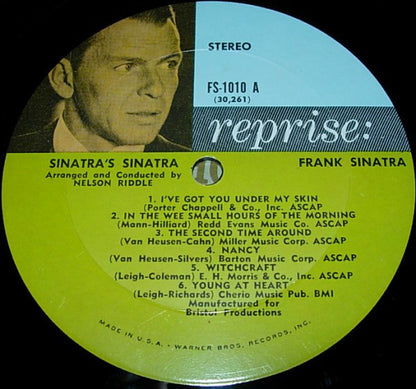 STEREO
FS-1010 A
(30,261)
reprise:
SINATRA'S SINATRA
FRANK SINATRA
Arranged and Conducted by
NELSON RIDDLE
1. I'VE GOT YOU UNDER MY SKIN
(Porter Chappell & Co., Inc. ASCAP
2. IN THE WEE SMALL HOURS OF THE MORNING
(Mann-Hilliard) Redd Evans Music Co. ASCAP
3. THE SECOND TIME AROUND
(Van Heusen-Cahn) Miller Music Corp. ASCAP
4. NANCY
(Van Heusen-Silvers) Barton Music Corp. ASCAP
5. WITCHCRAFT
(Leigh-Coleman) E. H. Morris & Co., Inc. ASCAP
6. YOUNG AT HEART
(Leigh-Richards) Cherio Music Pub. BMI
Manufactured for
Bristol Productions
MADE IN U.S.A. - WARNER BROS. RECORDS, INC.